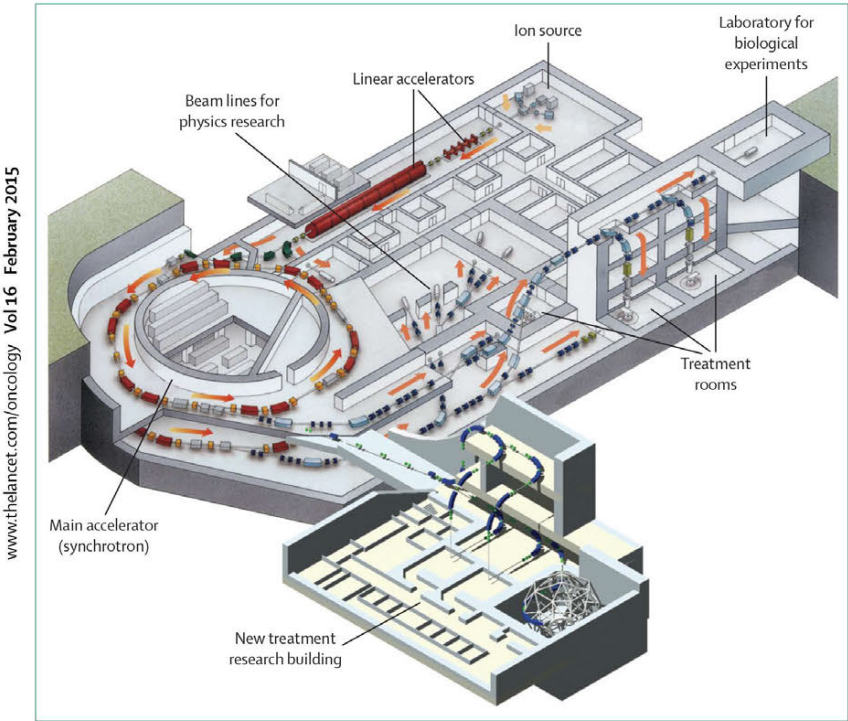 www.thelancet.com/oncology Vol 16 February 2015
Ion source
Laboratory for
biological
experiments
Linear accelerators
Beam lines for
physics research
Treatment
rooms
Main accelerator
(synchrotron)
New treatment
research building